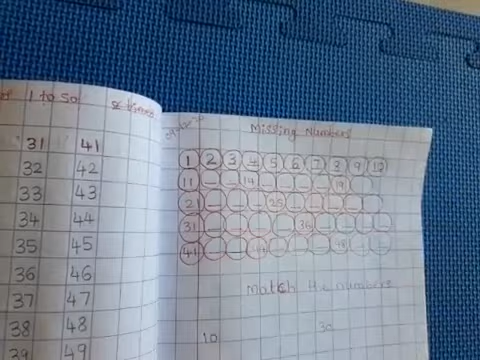 1 to 50
31 41
32 42
33 43
34 44
35 45
36 46
37 47
38 48
39 49
Missing Numbers
1 2 3 4 5 6 7 8 9 10
11 _ _ 14 _ _ _ _ 19 _
21 _ _ _ 25 _ _ _ _
31 _ _ _ _ 36 _ _ _ _
41 _ _ 44 _ _ _ 48 _ _
Match the numbers
10 30